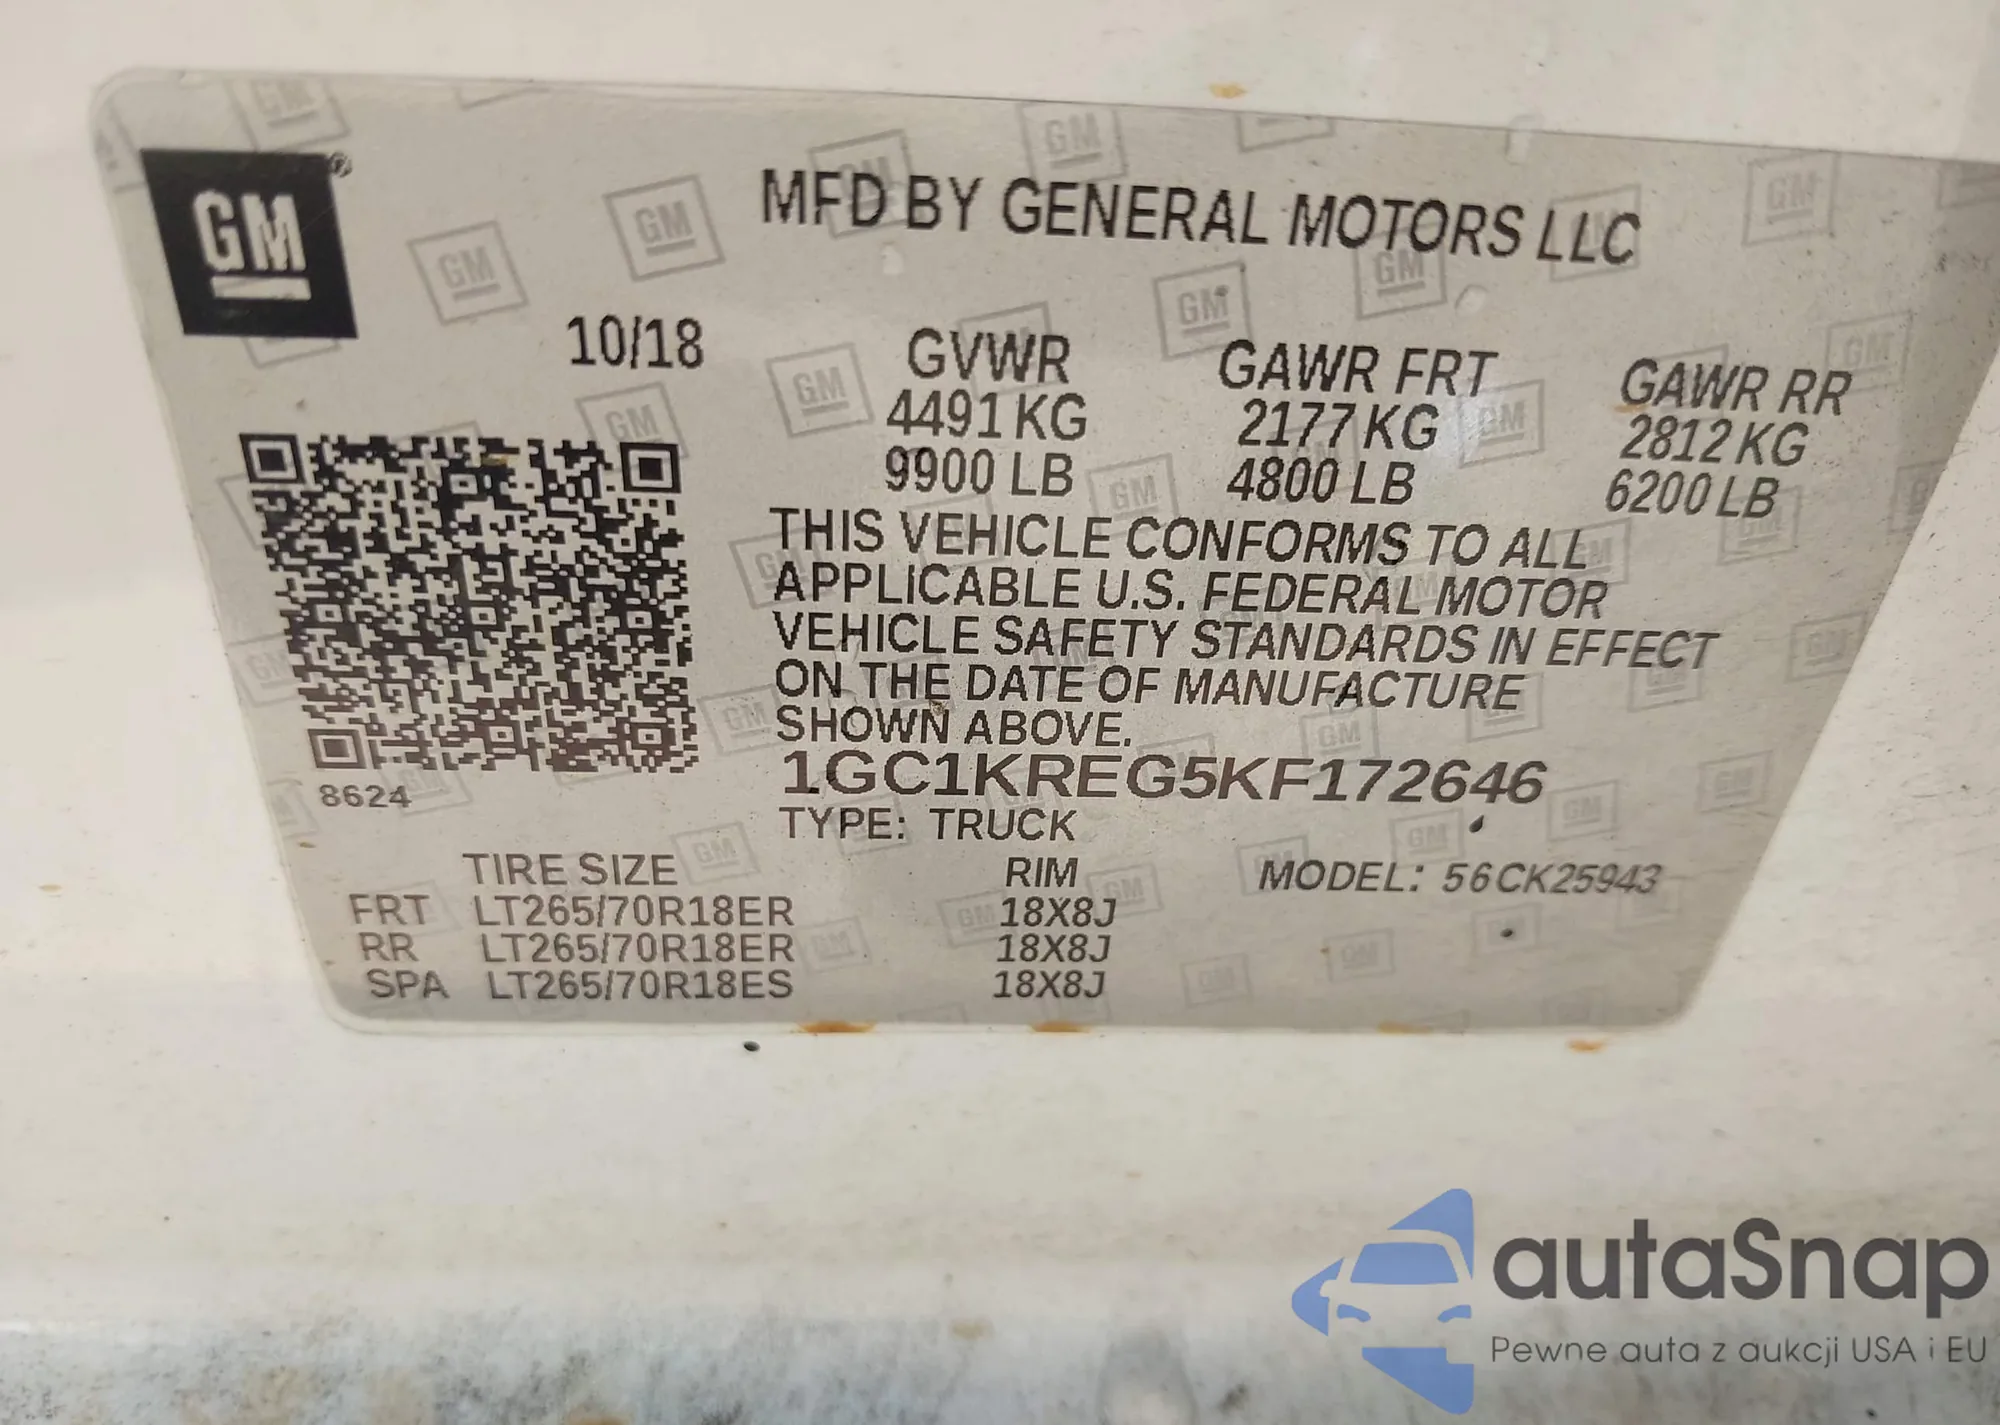 GM®
MFD BY GENERAL MOTORS LLC
10/18 GVWR GAWR FRT GAWR RR
4491 KG 2177 KG 2812 KG
9900 LB 4800 LB 6200 LB
THIS VEHICLE CONFORMS TO ALL
APPLICABLE U.S. FEDERAL MOTOR
VEHICLE SAFETY STANDARDS IN EFFECT
ON THE DATE OF MANUFACTURE
SHOWN ABOVE.
1GC1KREG5KF172646
8624
TYPE: TRUCK
TIRE SIZE RIM MODEL: 56CK25943
FRT LT265/70R18ER 18X8J
RR LT265/70R18ER 18X8J
SPA LT265/70R18ES 18X8J
autaSnap
Pewne auta z aukcji USA i EU